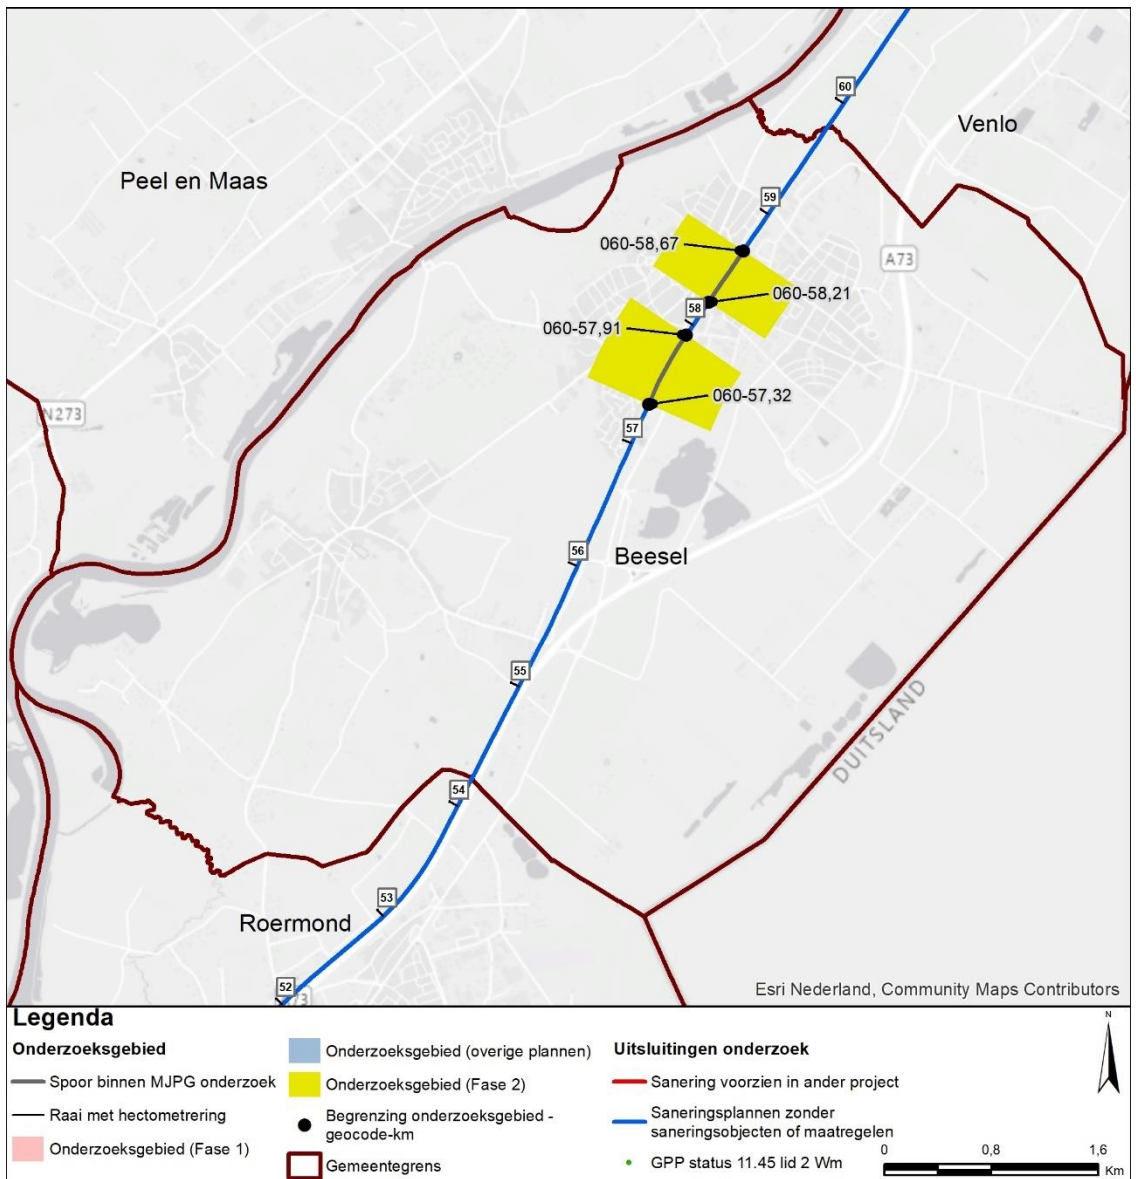 60
Venlo
Peel en Maas
59
060-58,67
A73
060-58,21
58
060-57,91
060-57,32
N273
57
56
Beesel
55
DUITSLAND
54
53
Roermond
52
73
Esri Nederland, Community Maps Contributors
Legenda
Onderzoeksgebied
Spoor binnen MJPG onderzoek
Raai met hectometrering
Onderzoeksgebied (Fase 1)
Onderzoeksgebied (overige plannen)
Onderzoeksgebied (Fase 2)
Begrenzing onderzoeksgebied -
geocode-km
Gemeentegrens
Uitsluitingen onderzoek
Sanering voorzien in ander project
Saneringsplannen zonder
saneringsobjecten of maatregelen
GPP status 11.45 lid 2 Wm
N
0 0,8 1,6
Km